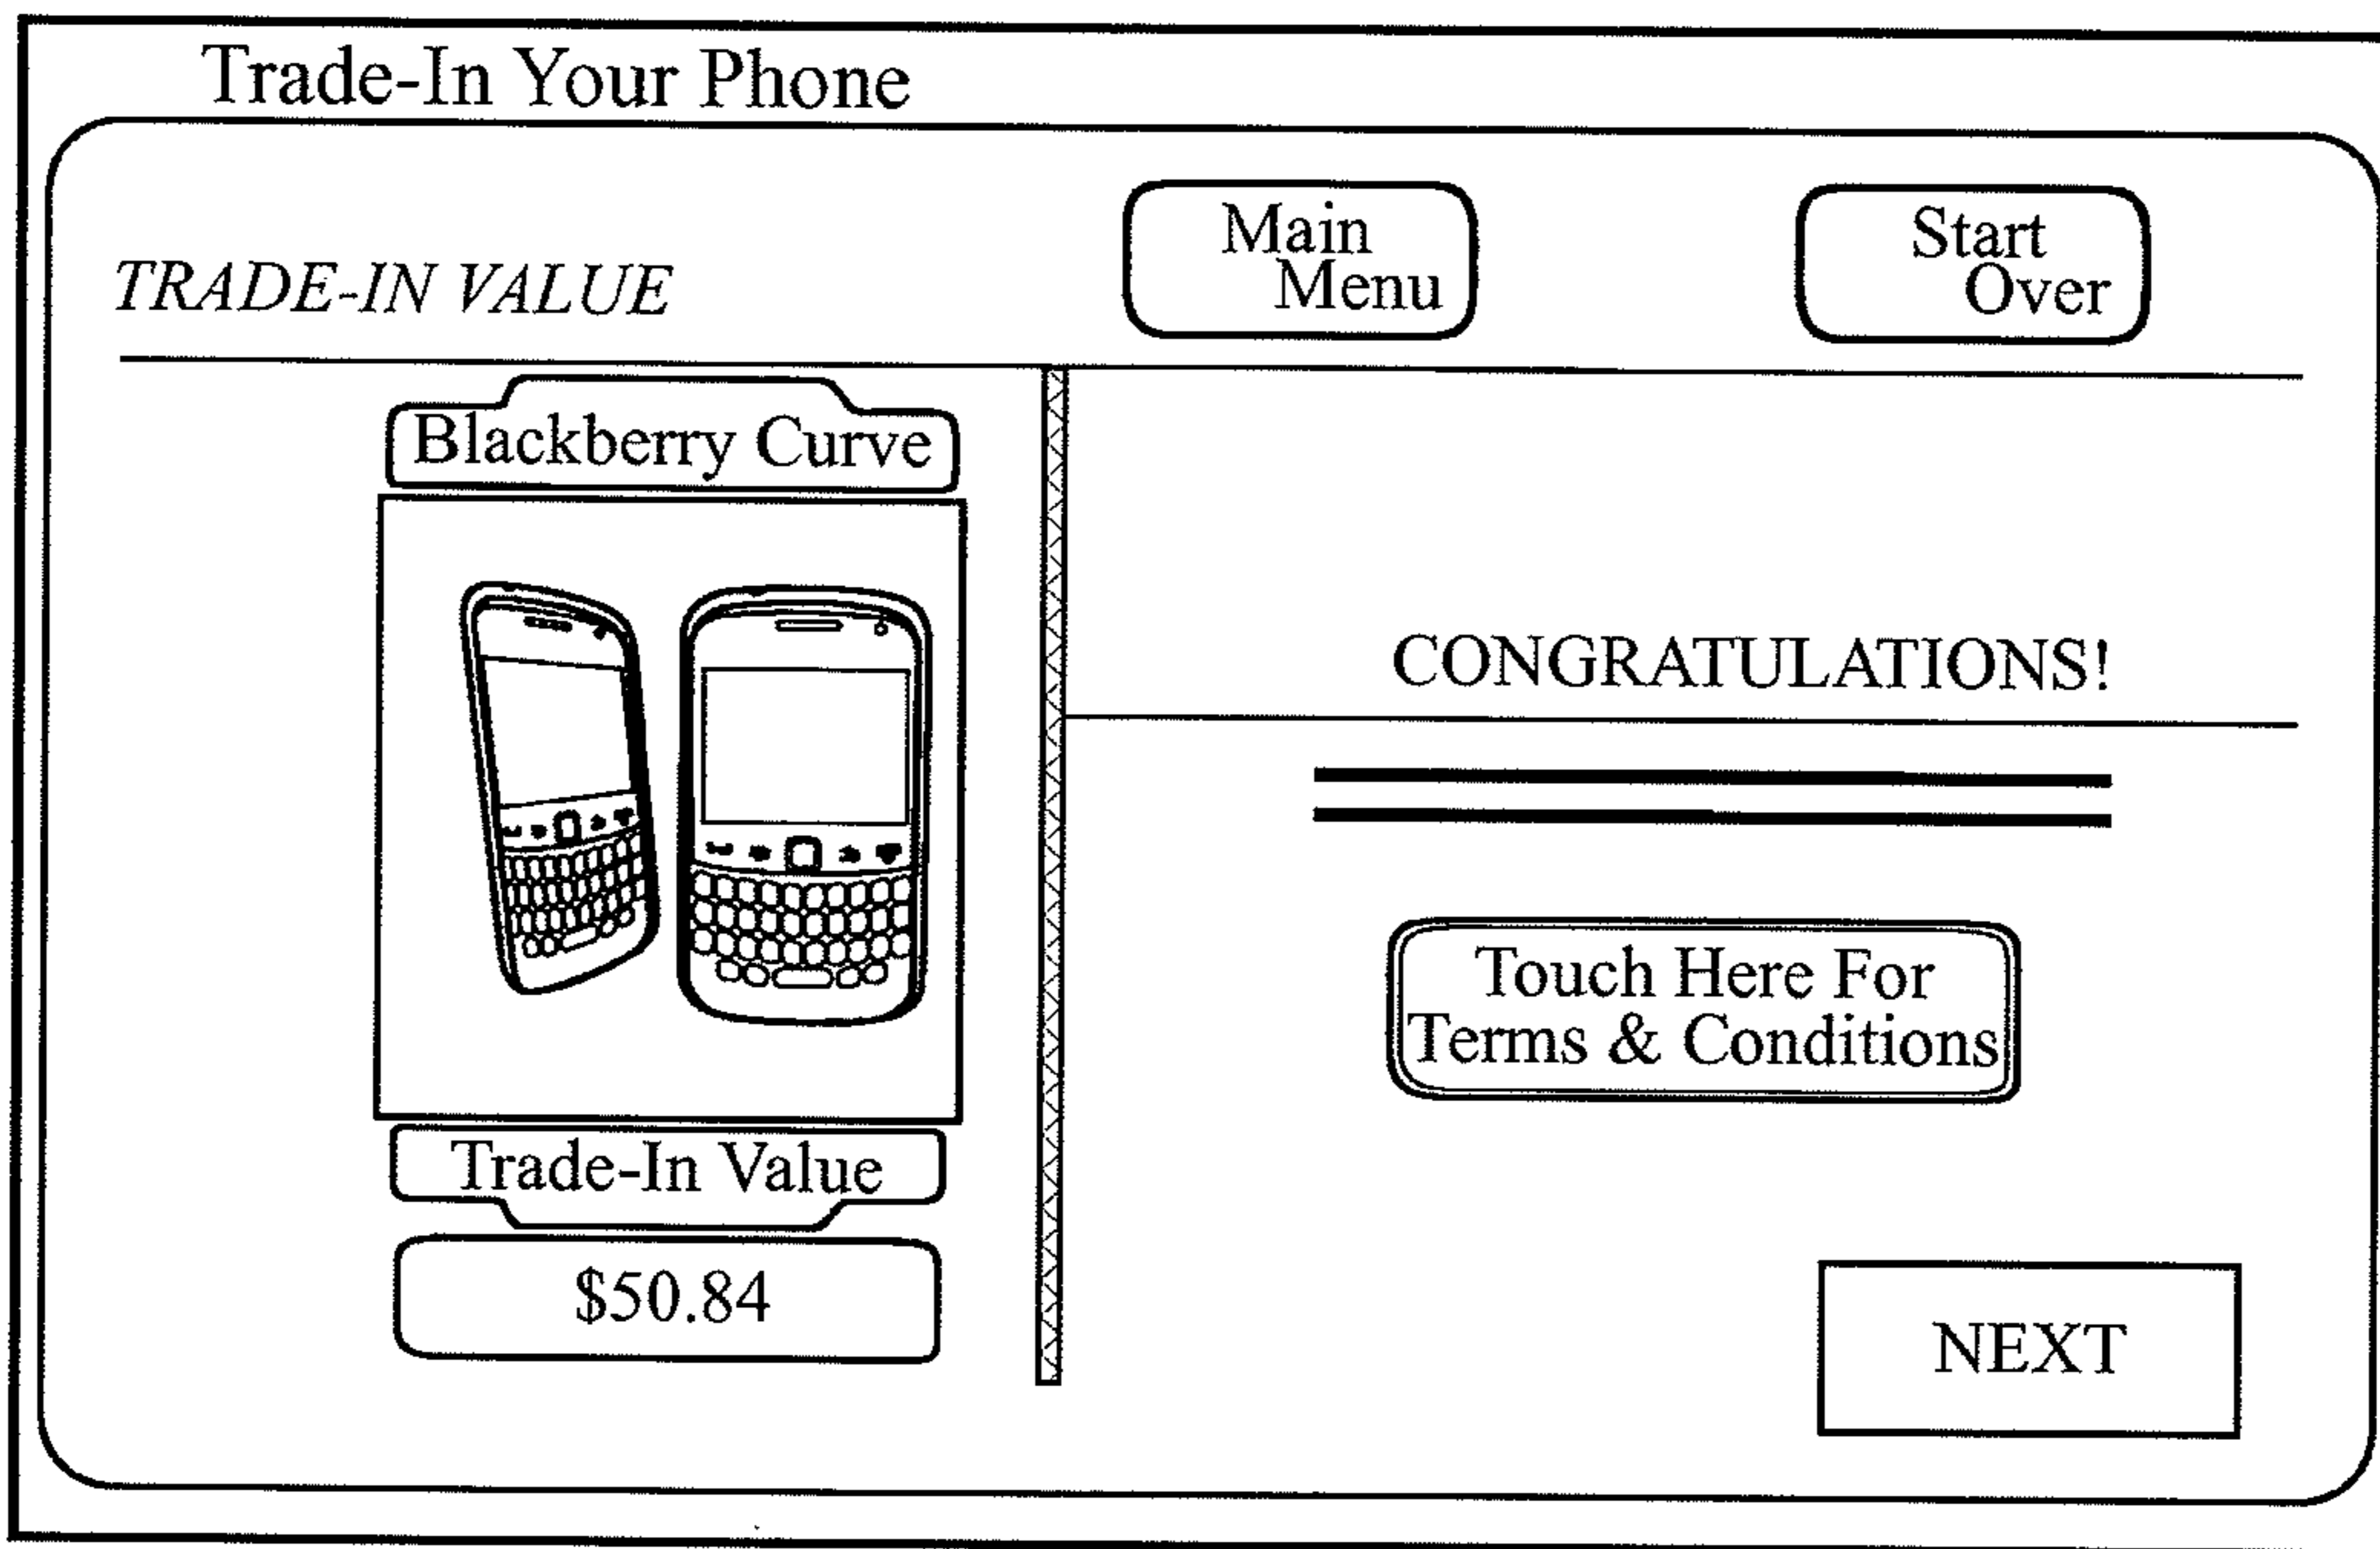 Trade-In Your Phone
TRADE-IN VALUE
Main
Menu
Start
Over
Blackberry Curve
CONGRATULATIONS!
Touch Here For
Terms & Conditions
Trade-In Value
$50.84
NEXT